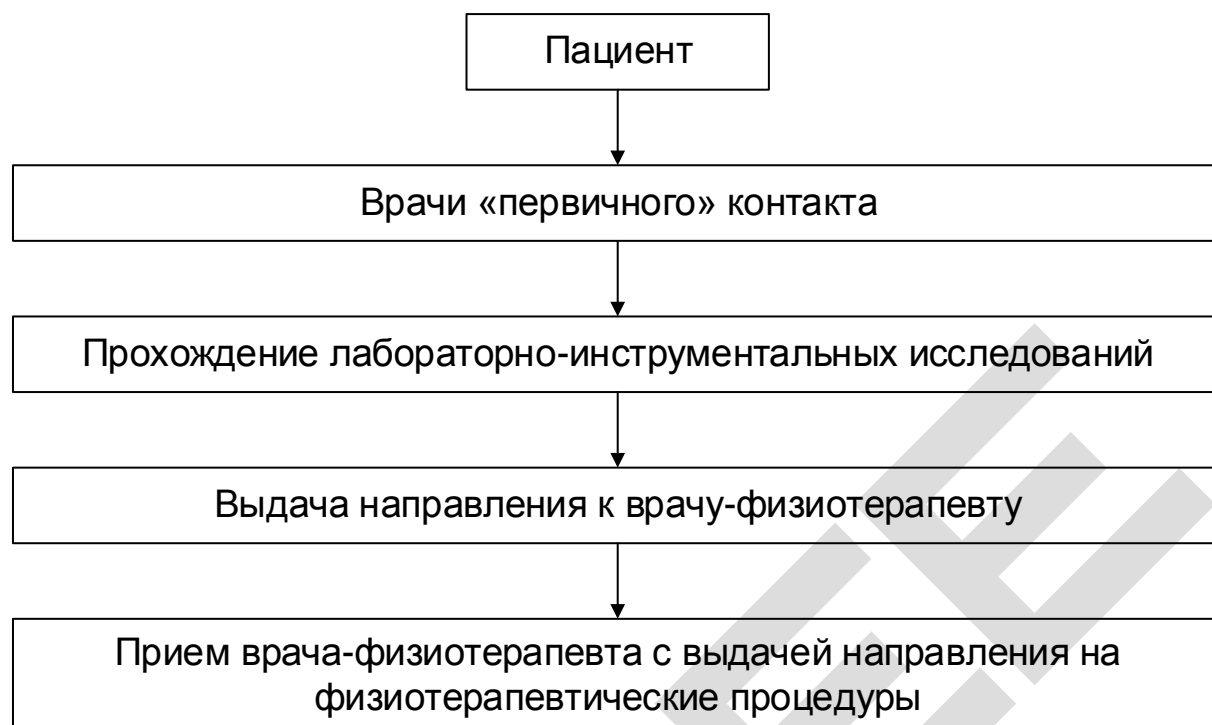 Пациент
Врачи «первичного» контакта
Прохождение лабораторно-инструментальных исследований
Выдача направления к врачу-физиотерапевту
Прием врача-физиотерапевта с выдачей направления на
физиотерапевтические процедуры